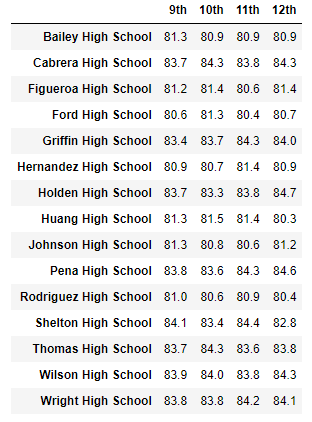 9th 10th 11th 12th
Bailey High School 81.3 80.9 80.9 80.9
Cabrera High School 83.7 84.3 83.8 84.3
Figueroa High School 81.2 81.4 80.6 81.4
Ford High School 80.6 81.3 80.4 80.7
Griffin High School 83.4 83.7 84.3 84.0
Hernandez High School 80.9 80.7 81.4 80.9
Holden High School 83.7 83.3 83.8 84.7
Huang High School 81.3 81.5 81.4 80.3
Johnson High School 81.3 80.8 80.6 81.2
Pena High School 83.8 83.6 84.3 84.6
Rodriguez High School 81.0 80.6 80.9 80.4
Shelton High School 84.1 83.4 84.4 82.8
Thomas High School 83.7 84.3 83.6 83.8
Wilson High School 83.9 84.0 83.8 84.3
Wright High School 83.8 83.8 84.2 84.1